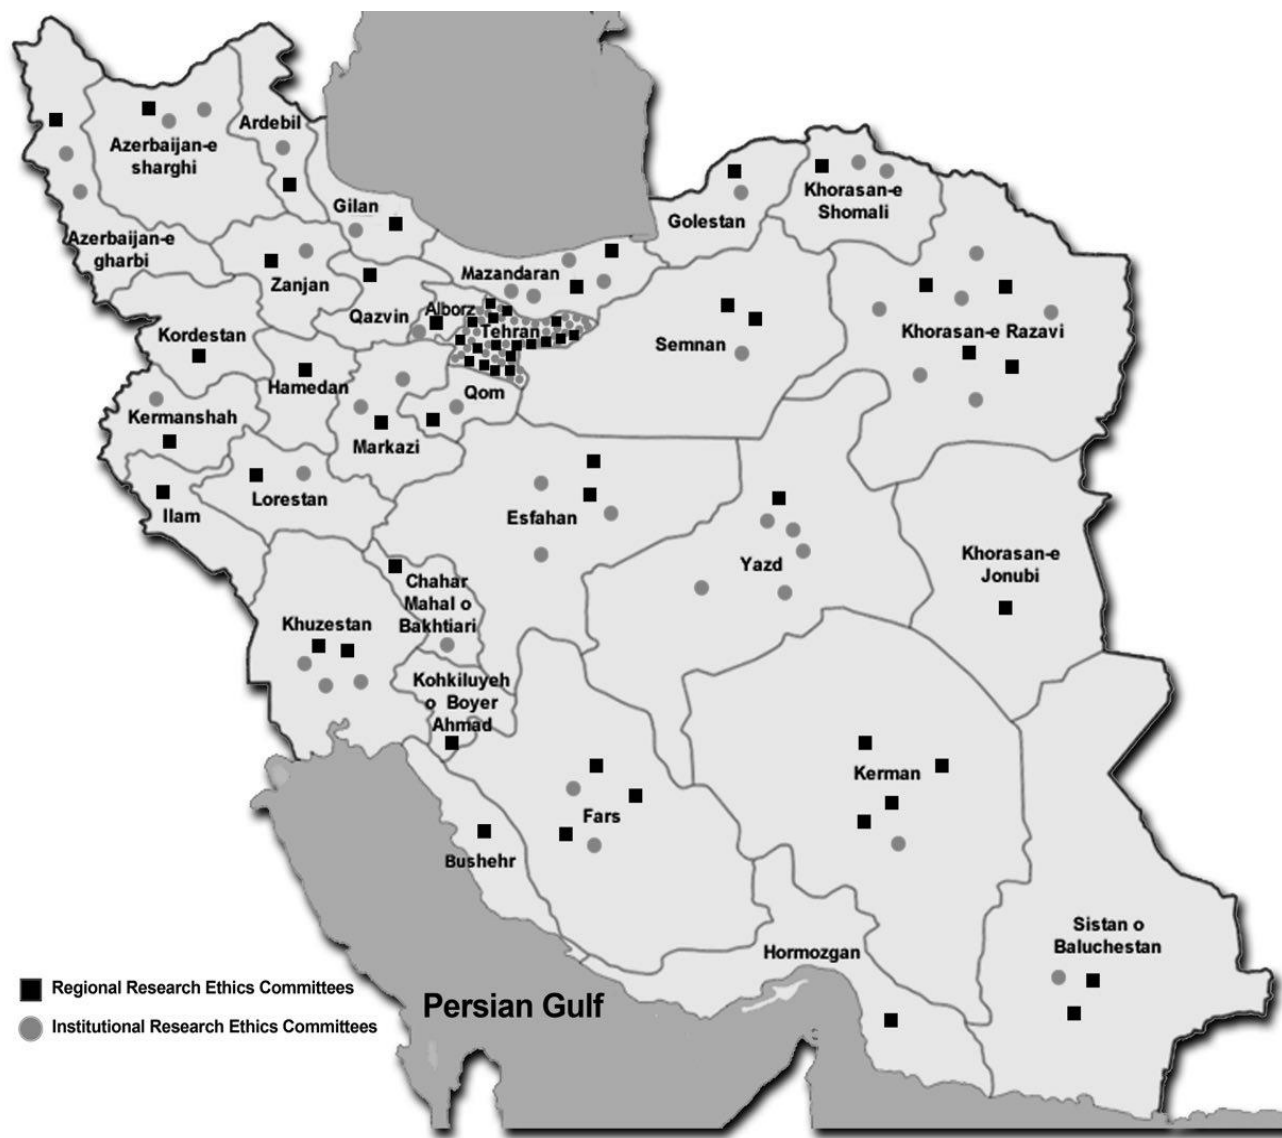 Ardebil
Azerbaijan-e
sharghi
Khorasan-e
Shomali
Gilan
Golestan
Azerbaijan-e
gharbi
Mazandaran
Zanjan
Alborz
Qazvin
Tehran
Khorasan-e Razavi
Kordestan
Semnan
Hamedan
Qom
Kermanshah
Markazi
Lorestan
Ilam
Esfahan
Khorasan-e
Jonubi
Yazd
Chahar
Mahal o
Bakhtiari
Khuzestan
Kohkiluyeh
o Boyer
Ahmad
Kerman
Fars
Bushehr
Sistan o
Baluchestan
Hormozgan
Regional Research Ethics Committees
Persian Gulf
Institutional Research Ethics Committees